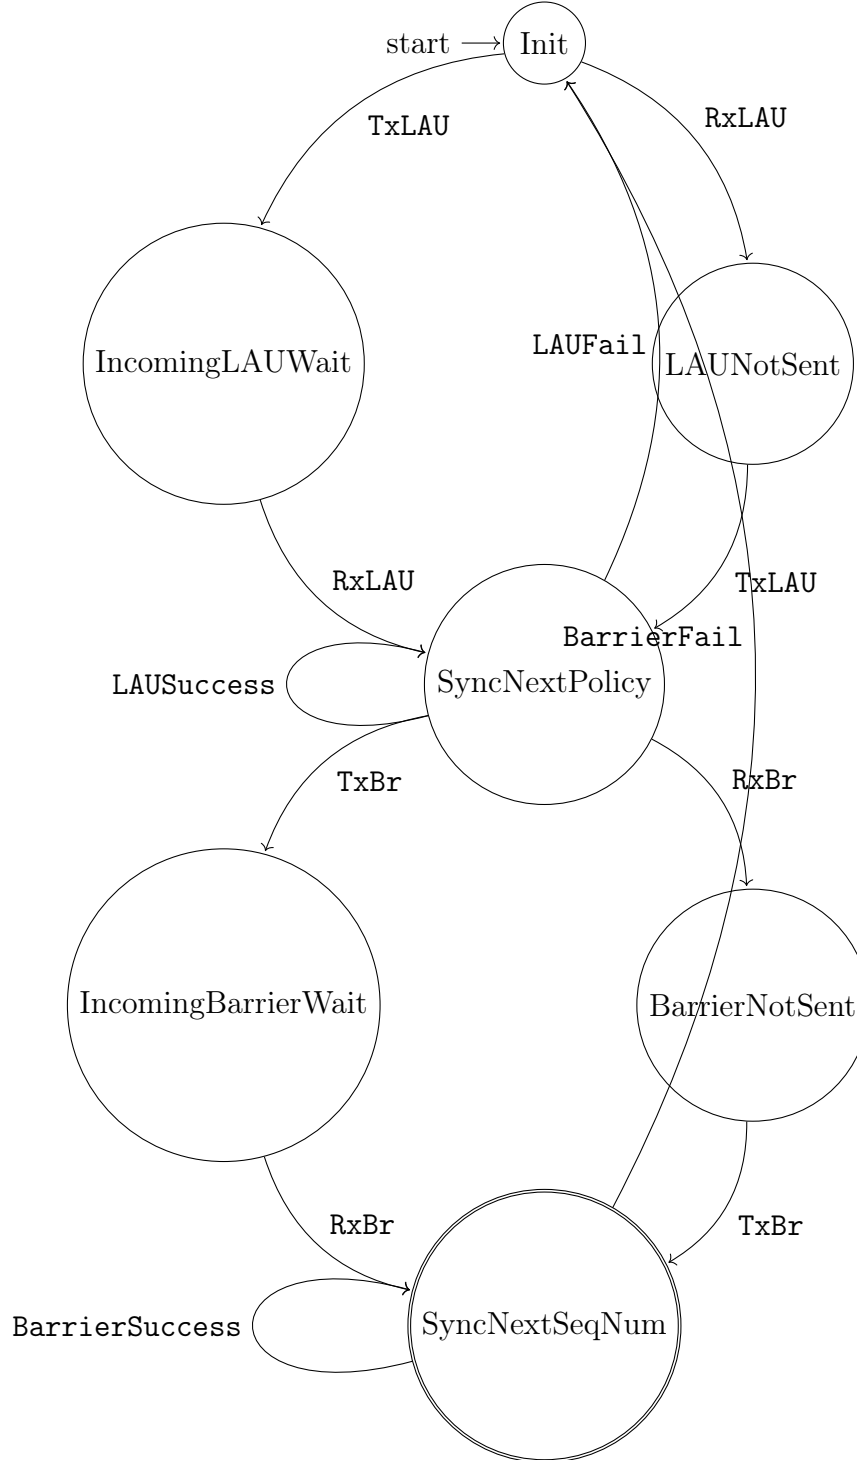 start
Init
TxLAU
RxLAU
IncomingLAUWait
LAUFail
LAUNotSent
RxLAU
TxLAU
BarrierFail
LAUSuccess
SyncNextPolicy
TxBr
RxBr
IncomingBarrierWait
BarrierNotSent
RxBr
TxBr
BarrierSuccess
SyncNextSeqNum